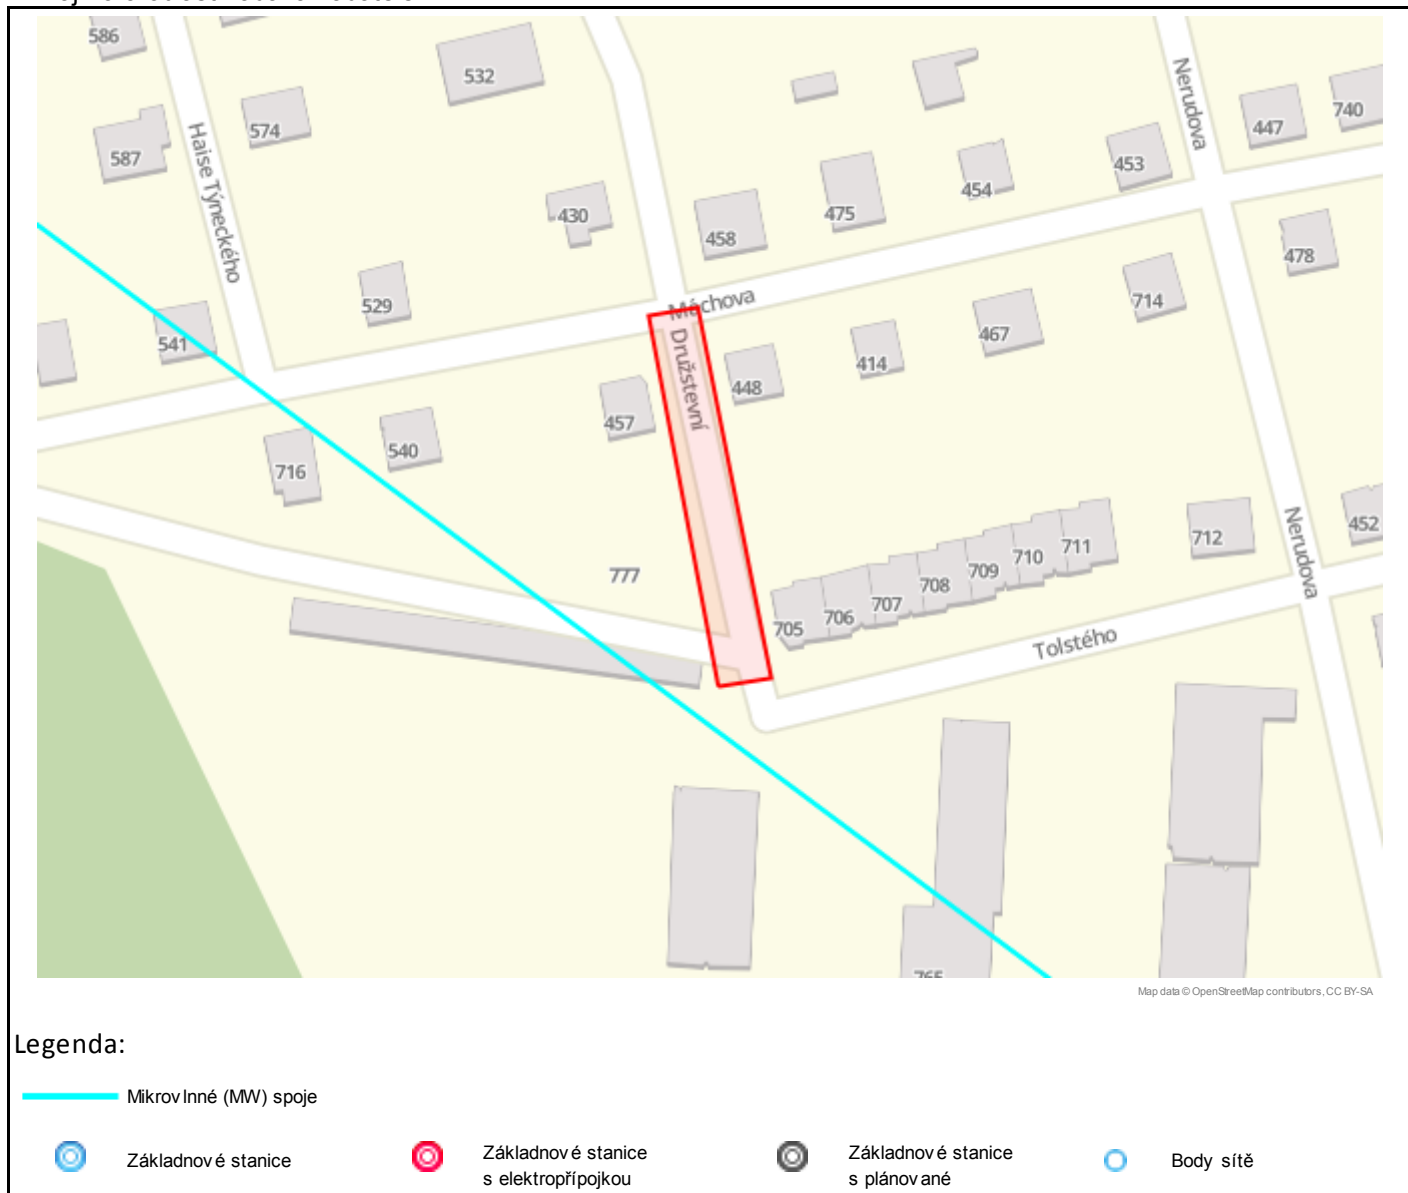 586
532
Nerudova
574
587
Haise Týneckého
447
740
453
454
430
475
458
478
529
Máchova
714
541
467
Družstevní
448
414
457
540
716
Nerudova
452
712
711
710
709
777
708
707
706
705
Tolstého
Map data © OpenStreetMap contributors, CC BY-SA
Legenda:
Mikrovlnné (MW) spoje
Základnové stanice
Základnové stanice
s elektropřípojkou
Základnové stanice
s plánované
Body sítě